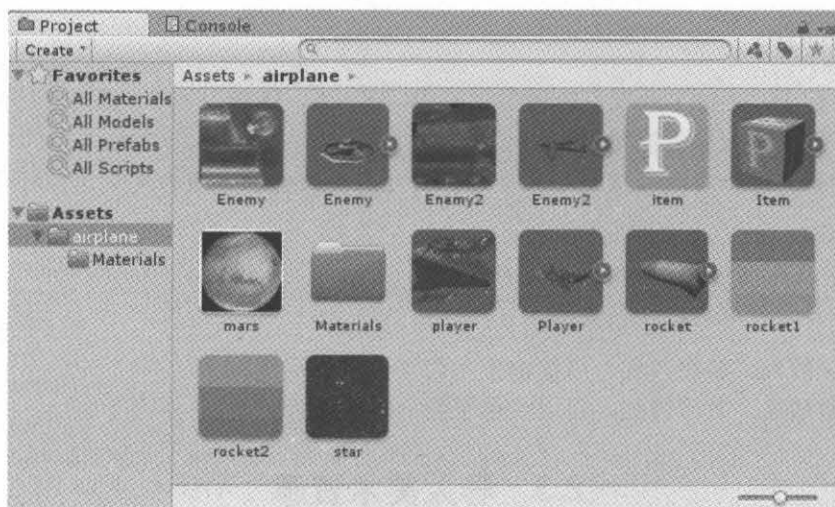 Project Console
Create
Favorites
All Materials
All Models
All Prefabs
All Scripts
Assets
airplane
Materials
Assets airplane
P P
Enemy Enemy Enemy2 Enemy2 item Item
mars Materials player Player rocket rocket1
rocket2 star